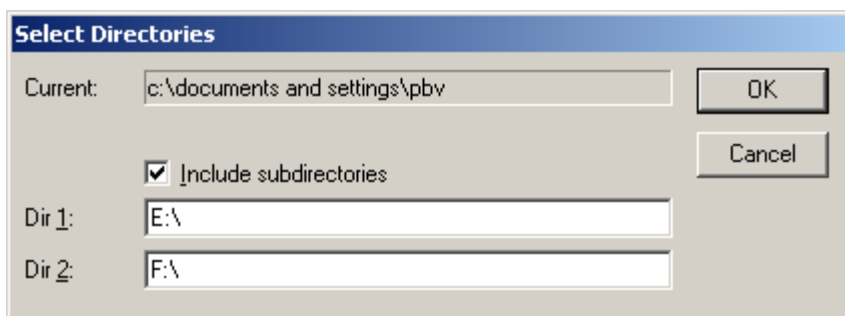 Select Directories
Current: c:\documents and settings\pbv OK
Cancel
Include subdirectories
Dir 1: E:\
Dir 2: F:\